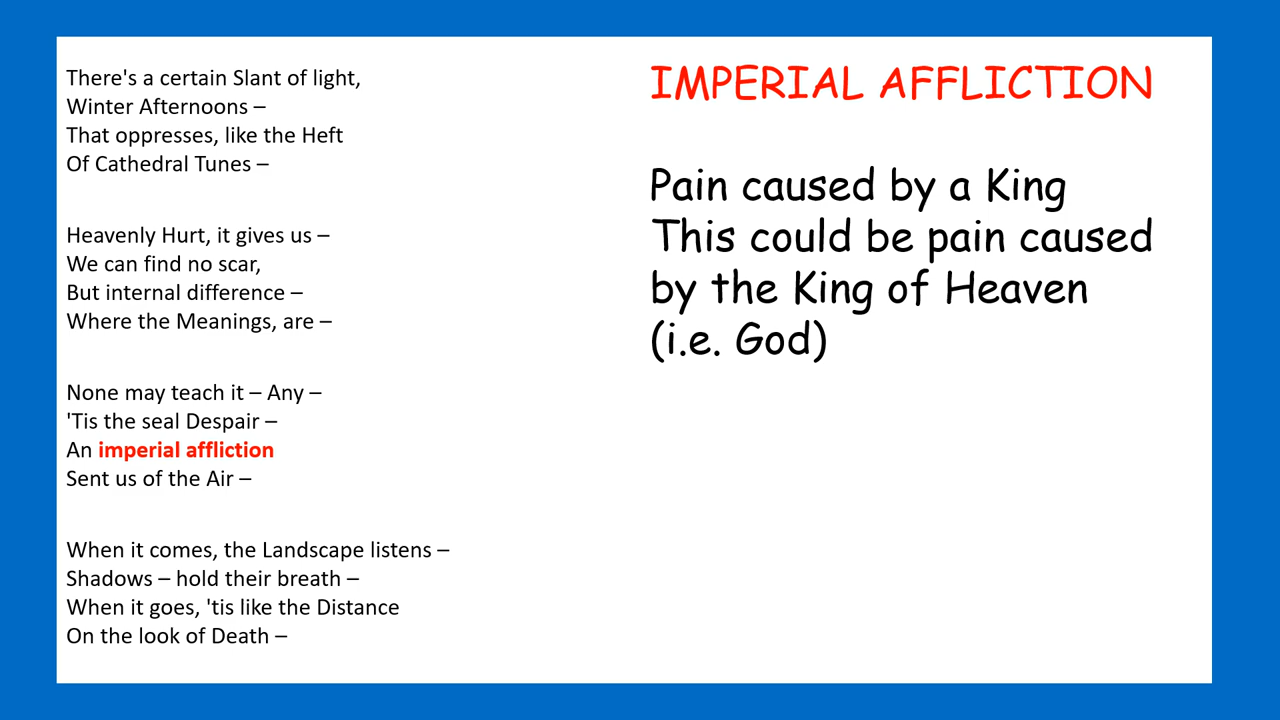 There's a certain Slant of light,
Winter Afternoons –
That oppresses, like the Heft
Of Cathedral Tunes –
Heavenly Hurt, it gives us –
We can find no scar,
But internal difference –
Where the Meanings, are –
None may teach it – Any –
'Tis the seal Despair –
An imperial affliction
Sent us of the Air –
When it comes, the Landscape listens –
Shadows – hold their breath –
When it goes, 'tis like the Distance
On the look of Death –
IMPERIAL AFFLICTION
Pain caused by a King
This could be pain caused
by the King of Heaven
(i.e. God)